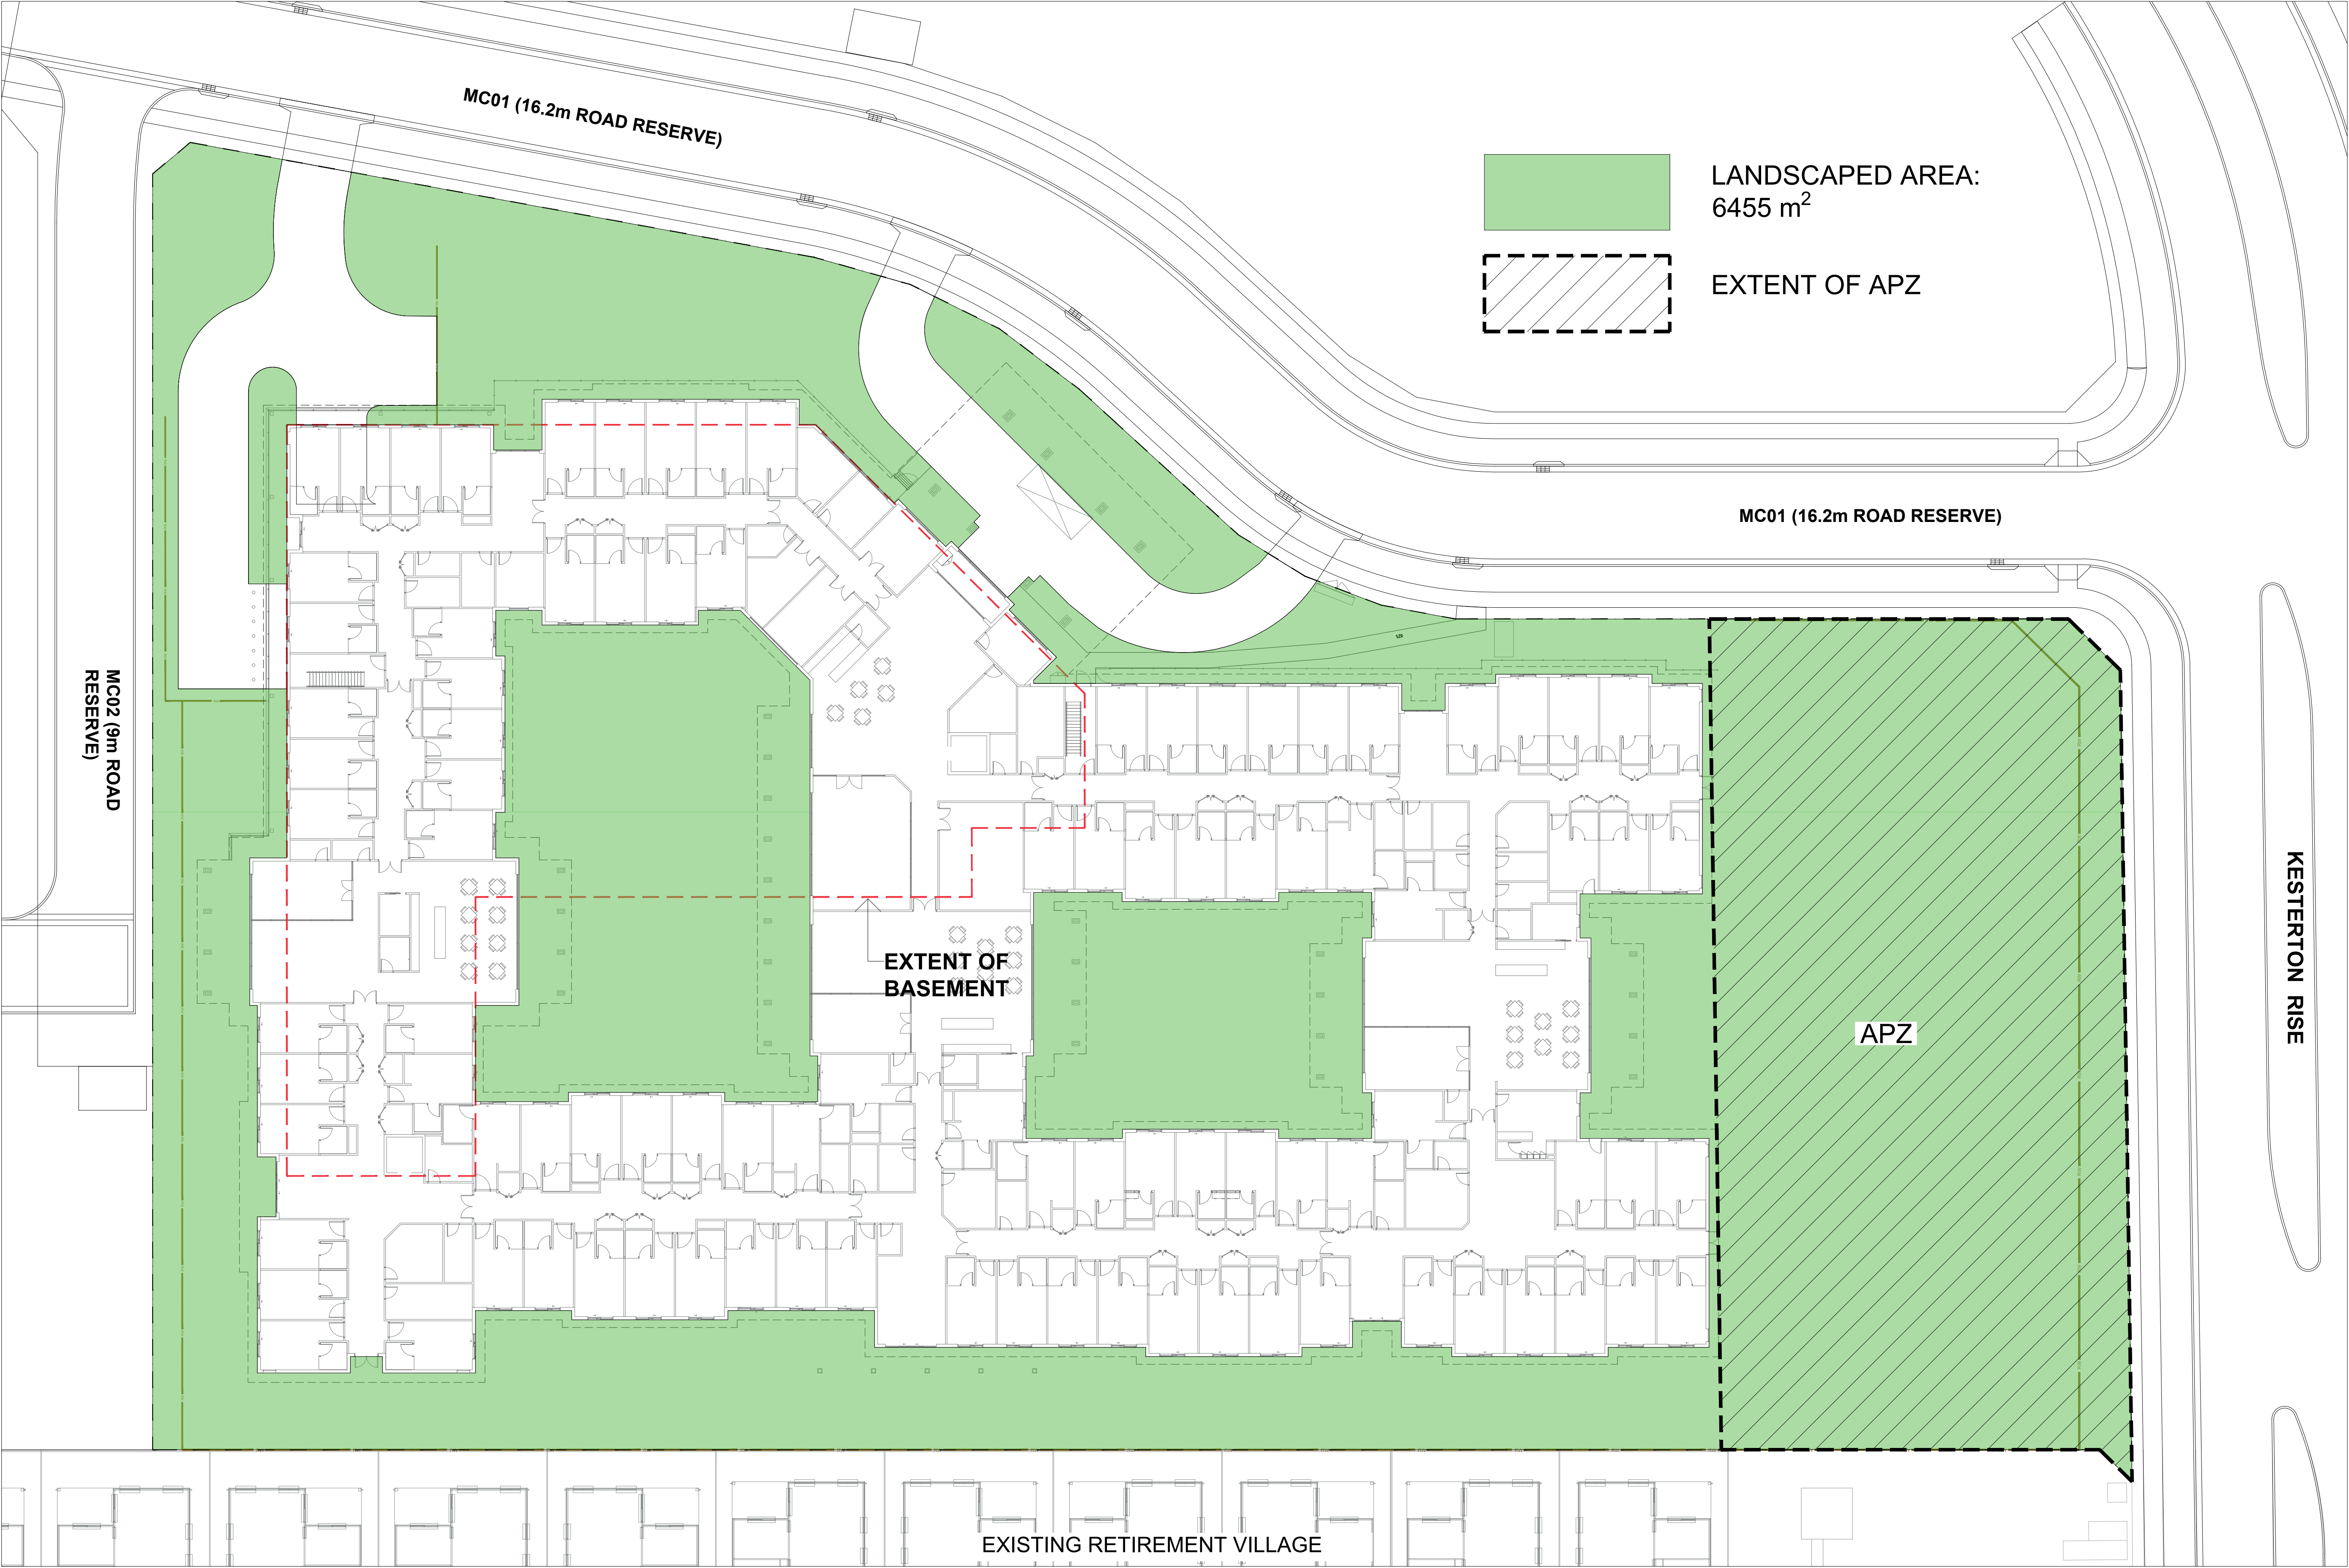 MC01 (16.2m ROAD RESERVE)
LANDSCAPED AREA:
6455 m²
EXTENT OF APZ
MC01 (16.2m ROAD RESERVE)
MC02 (9m ROAD
RESERVE)
EXTENT OF
BASEMENT
APZ
KESTERTON RISE
EXISTING RETIREMENT VILLAGE